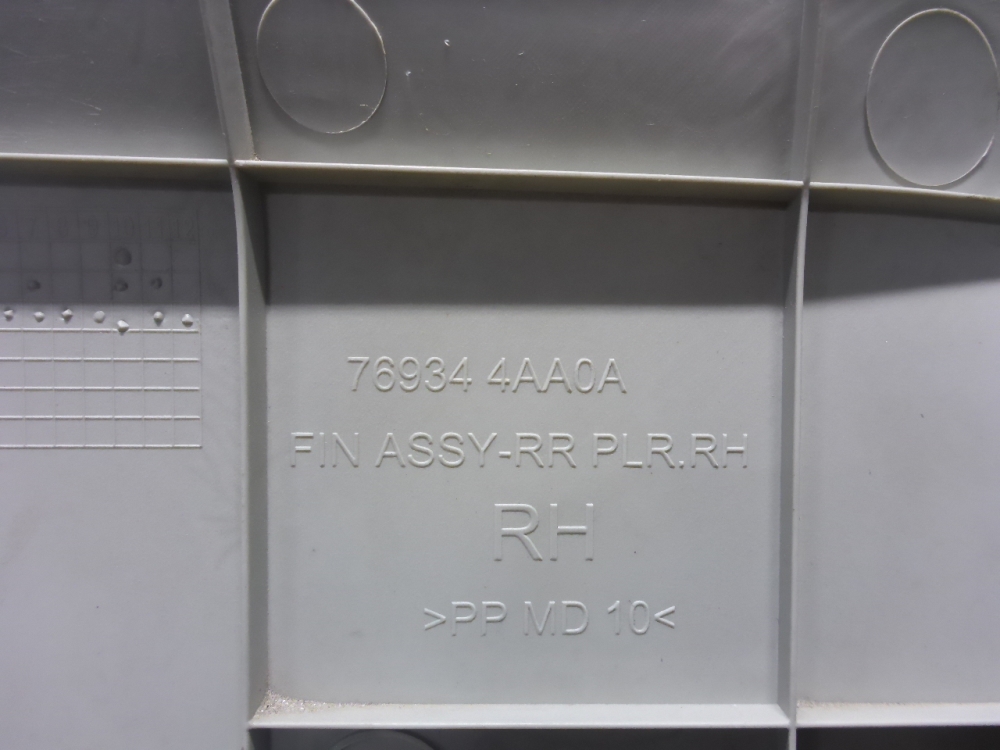 76934 4AA0A
FIN ASSY-RR PLR.RH
RH
>PP MD 10<